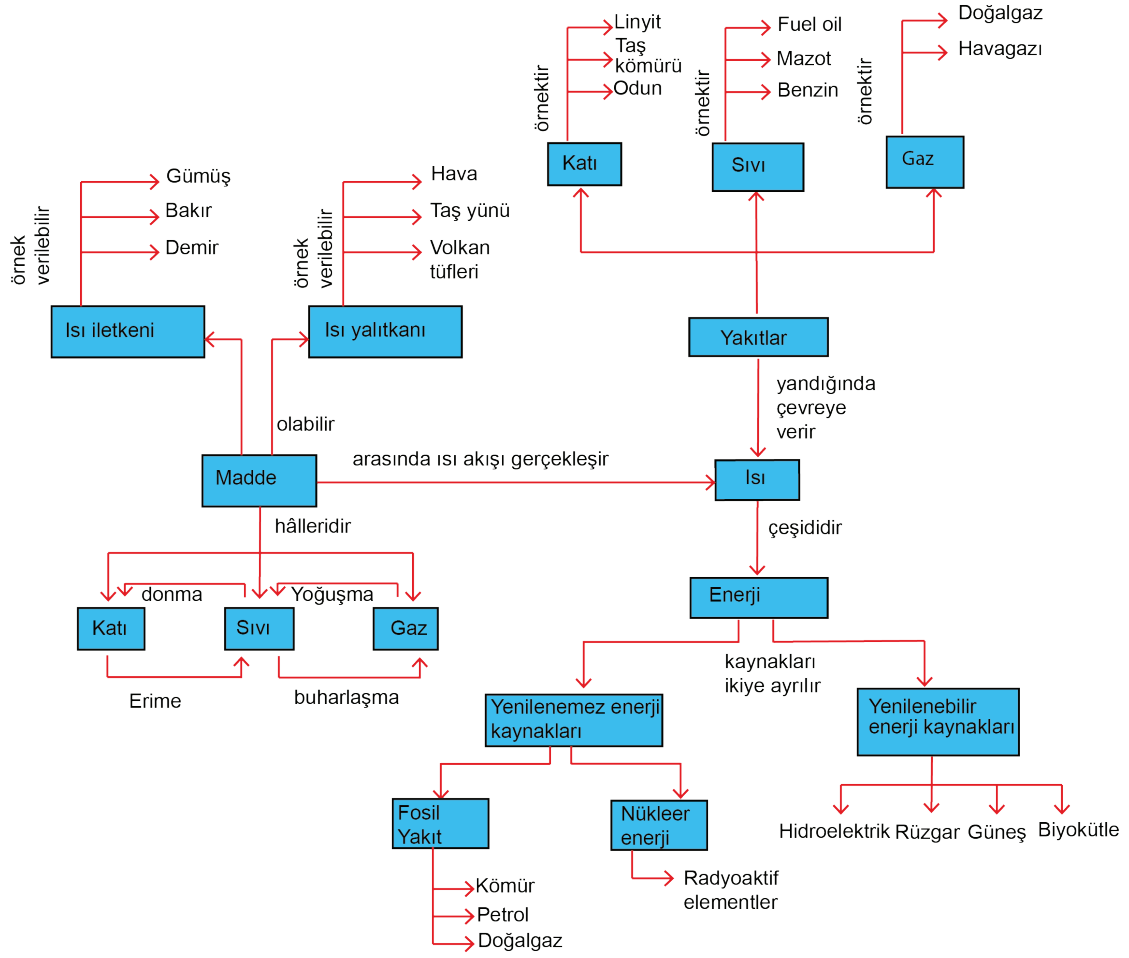 Linyit
Taş
kömürü
Odun
örnektir
Katı
Fuel oil
Mazot
Benzin
örnektir
Sıvı
Doğalgaz
Havagazı
örnektir
Gaz
Gümüş
Bakır
Demir
örnek
verilebilir
Isı iletkeni
Hava
Taş yünü
Volkan
tüfleri
örnek
verilebilir
Isı yalıtkanı
Yakıtlar
yandığında
çevreye
verir
olabilir
Madde
arasında ısı akışı gerçekleşir
Isı
hâlleridir
çeşididir
donma
Yoğuşma
Katı
Sıvı
Gaz
Erime
buharlaşma
Enerji
kaynakları
ikiye ayrılır
Yenilenemez enerji
kaynakları
Yenilenebilir
enerji kaynakları
Fosil
Yakıt
Nükleer
enerji
Hidroelektrik
Rüzgar
Güneş
Biyokütle
Kömür
Petrol
Doğalgaz
Radyoaktif
elementler